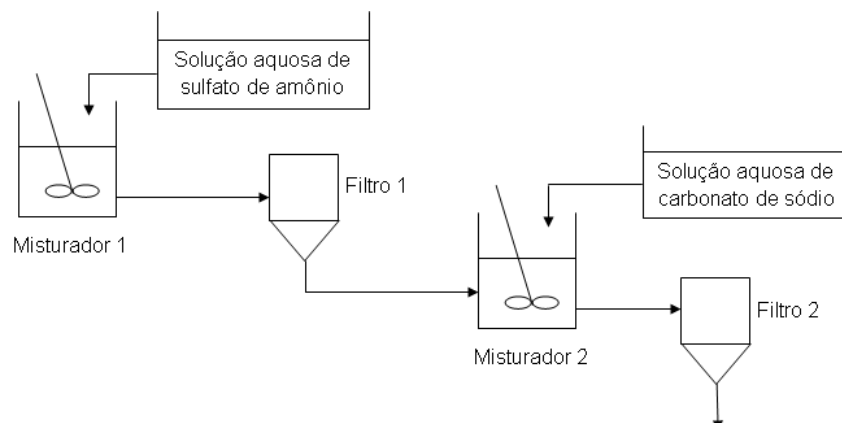 Solução aquosa de
sulfato de amônio
Misturador 1
Filtro 1
Solução aquosa de
carbonato de sódio
Misturador 2
Filtro 2